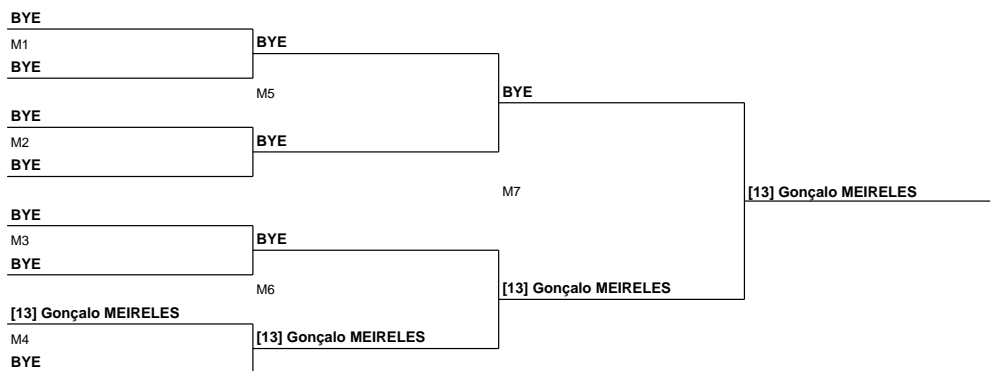 BYE
M1
BYE
BYE
M5
BYE
BYE
M2
BYE
BYE
M7
[13] Gonçalo MEIRELES
BYE
M3
BYE
BYE
M6
[13] Gonçalo MEIRELES
[13] Gonçalo MEIRELES
M4
[13] Gonçalo MEIRELES
BYE